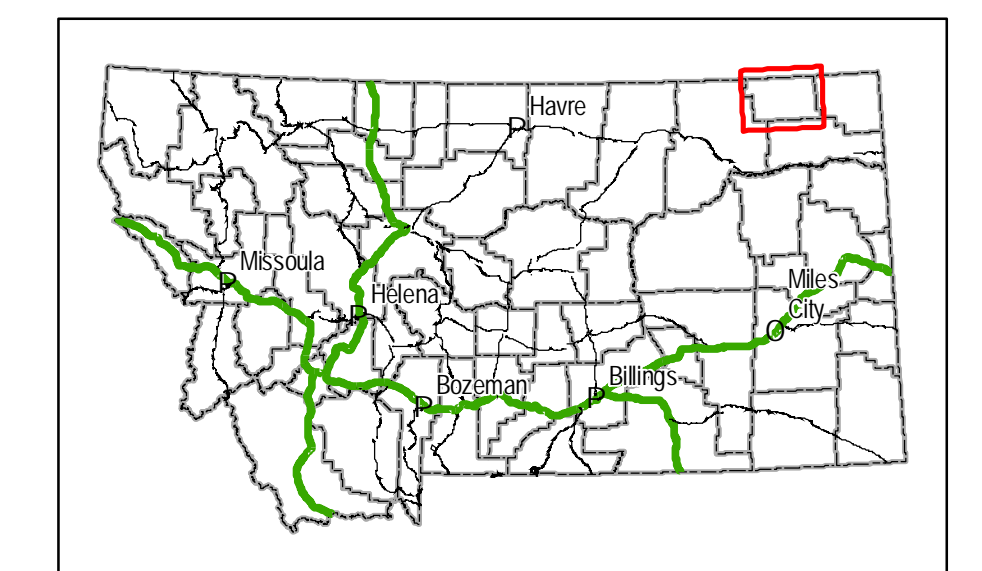 Havre
P
Missoula
P
Helena
P
Miles
City
O
Billings
P
Bozeman
P